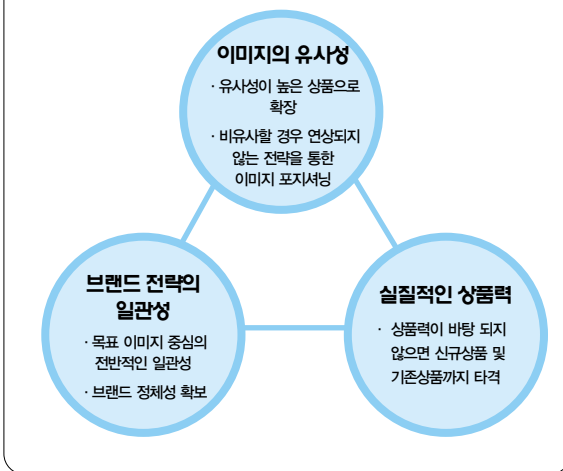 이미지의 유사성
· 유사성이 높은 상품으로
확장
· 비유사할 경우 연상되지
않는 전략을 통한
이미지 포지셔닝
브랜드 전략의
일관성
· 목표 이미지 중심의
전반적인 일관성
· 브랜드 정체성 확보
실질적인 상품력
· 상품력이 바탕 되지
않으면 신규상품 및
기존상품까지 타격